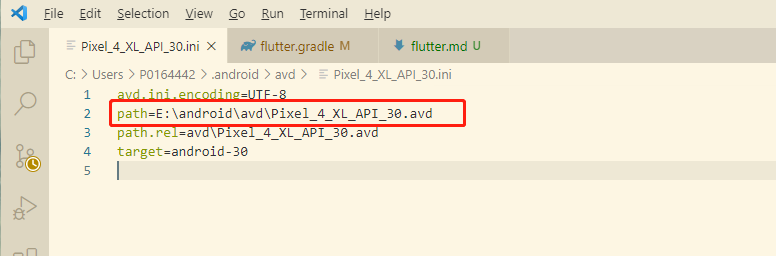 File Edit Selection View Go Run Terminal Help
Pixel_4_XL_API_30.ini flutter.gradle M flutter.md U
C: > Users > P0164442 > .android > avd > Pixel_4_XL_API_30.ini
1 avd.ini.encoding=UTF-8
2 path=E:\android\avd\Pixel_4_XL_API_30.avd
3 path.rel=avd\Pixel_4_XL_API_30.avd
4 target=android-30
5